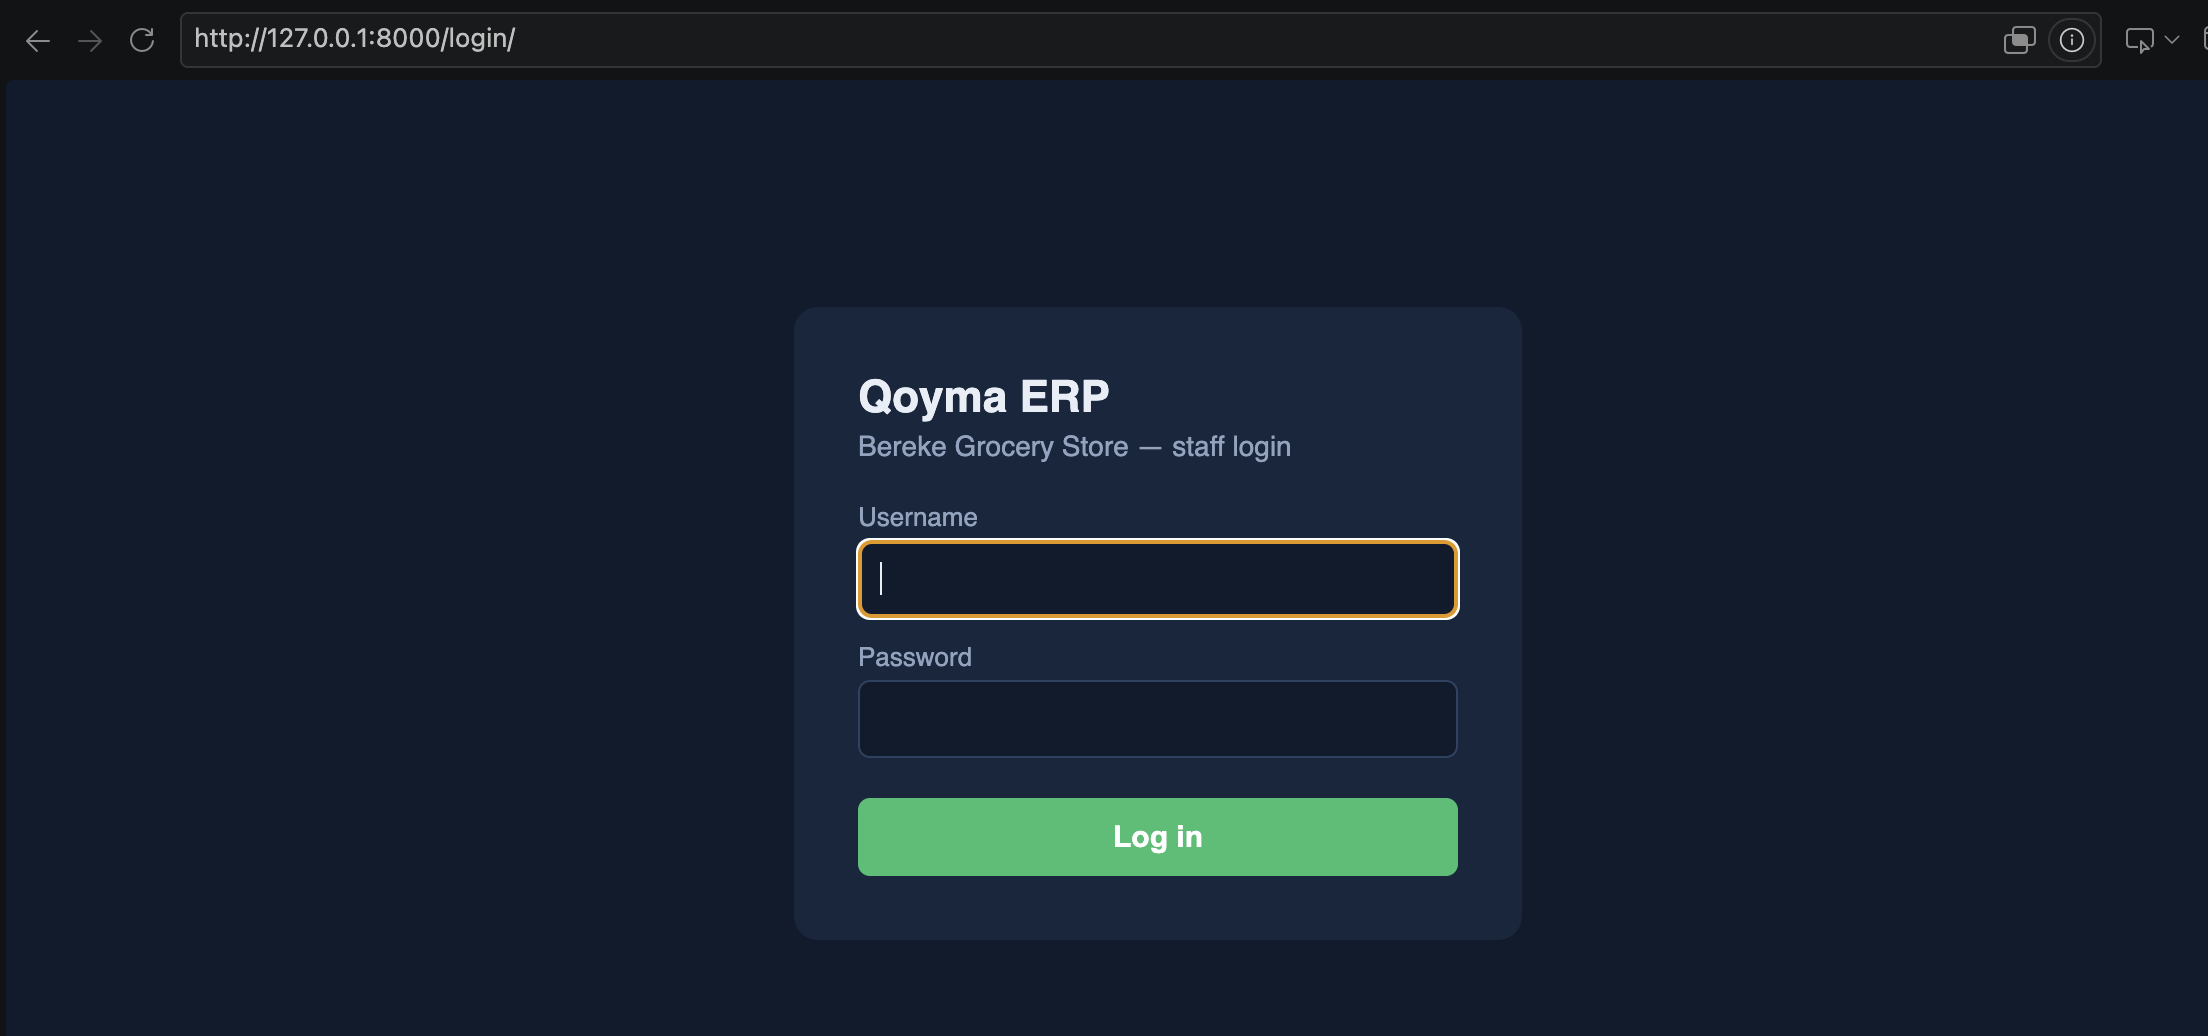 http://127.0.0.1:8000/login/
Qoyma ERP
Bereke Grocery Store — staff login
Username
Password
Log in